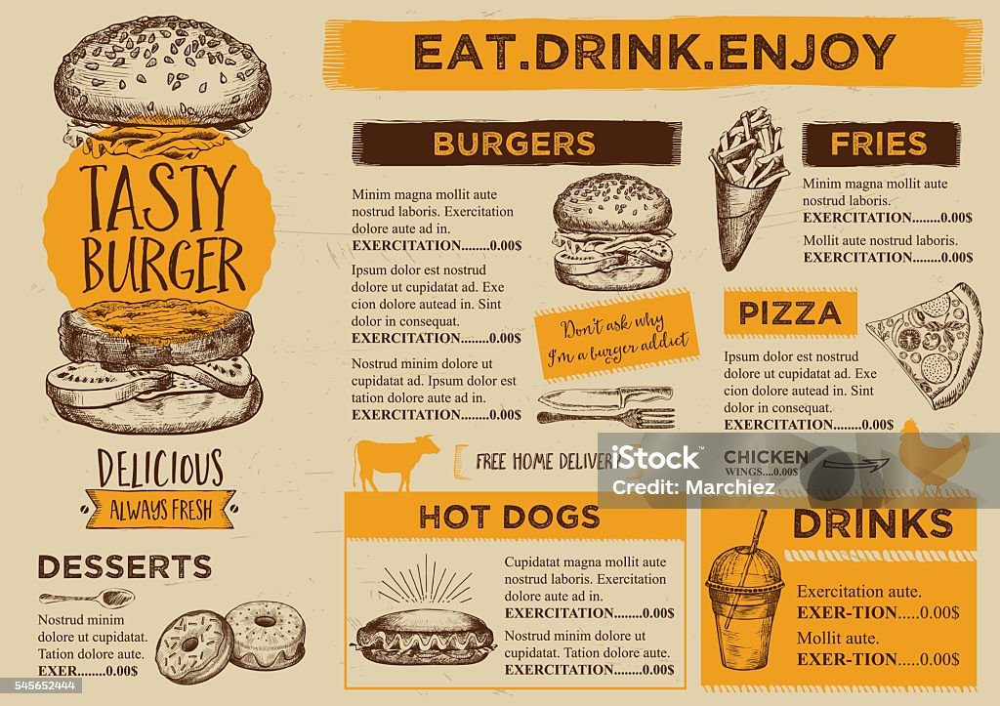 EAT.DRINK.ENJOY
TASTY
BURGER
DELICIOUS
ALWAYS FRESH
DESSERTS
Nostrud minim
dolore ut cupidatat.
Tation dolore aute.
EXER.......0.00$
BURGERS
Minim magna mollit aute
nostrud laboris. Exercitation
dolore aute ad in.
EXERCITATION........0.00$
Ipsum dolor est nostrud
dolore ut cupidatat ad. Exe
cion dolore autead in. Sint
dolor in consequat.
EXERCITATION........0.00$
Nostrud minim dolore ut
cupidatat ad. Ipsum dolor est
tation dolore aute ad in.
EXERCITATION........0.00$
Don't ask why
I'm a burger addict
FREE HOME DELIVERY
FRIES
Minim magna mollit aute
nostrud laboris.
EXERCITATION........0.00$
Mollit aute nostrud laboris.
EXERCITATION........0.00$
PIZZA
Ipsum dolor est nostrud
dolore ut cupidatat ad. Exe
cion dolore autead in. Sint
dolor in consequat.
EXERCITATION........0.00$
CHICKEN
WINGS....0.00$
HOT DOGS
Cupidatat magna mollit aute
nostrud laboris. Exercitation
dolore aute ad in.
EXERCITATION........0.00$
Nostrud minim dolore ut
cupidatat. Sint dolore aute.
EXERCITATION........0.00$
DRINKS
Exercitation aute.
EXER-TION.....0.00$
Mollit aute.
EXER-TION.....0.00$
iStock™
Credit: Marchiez
545652444